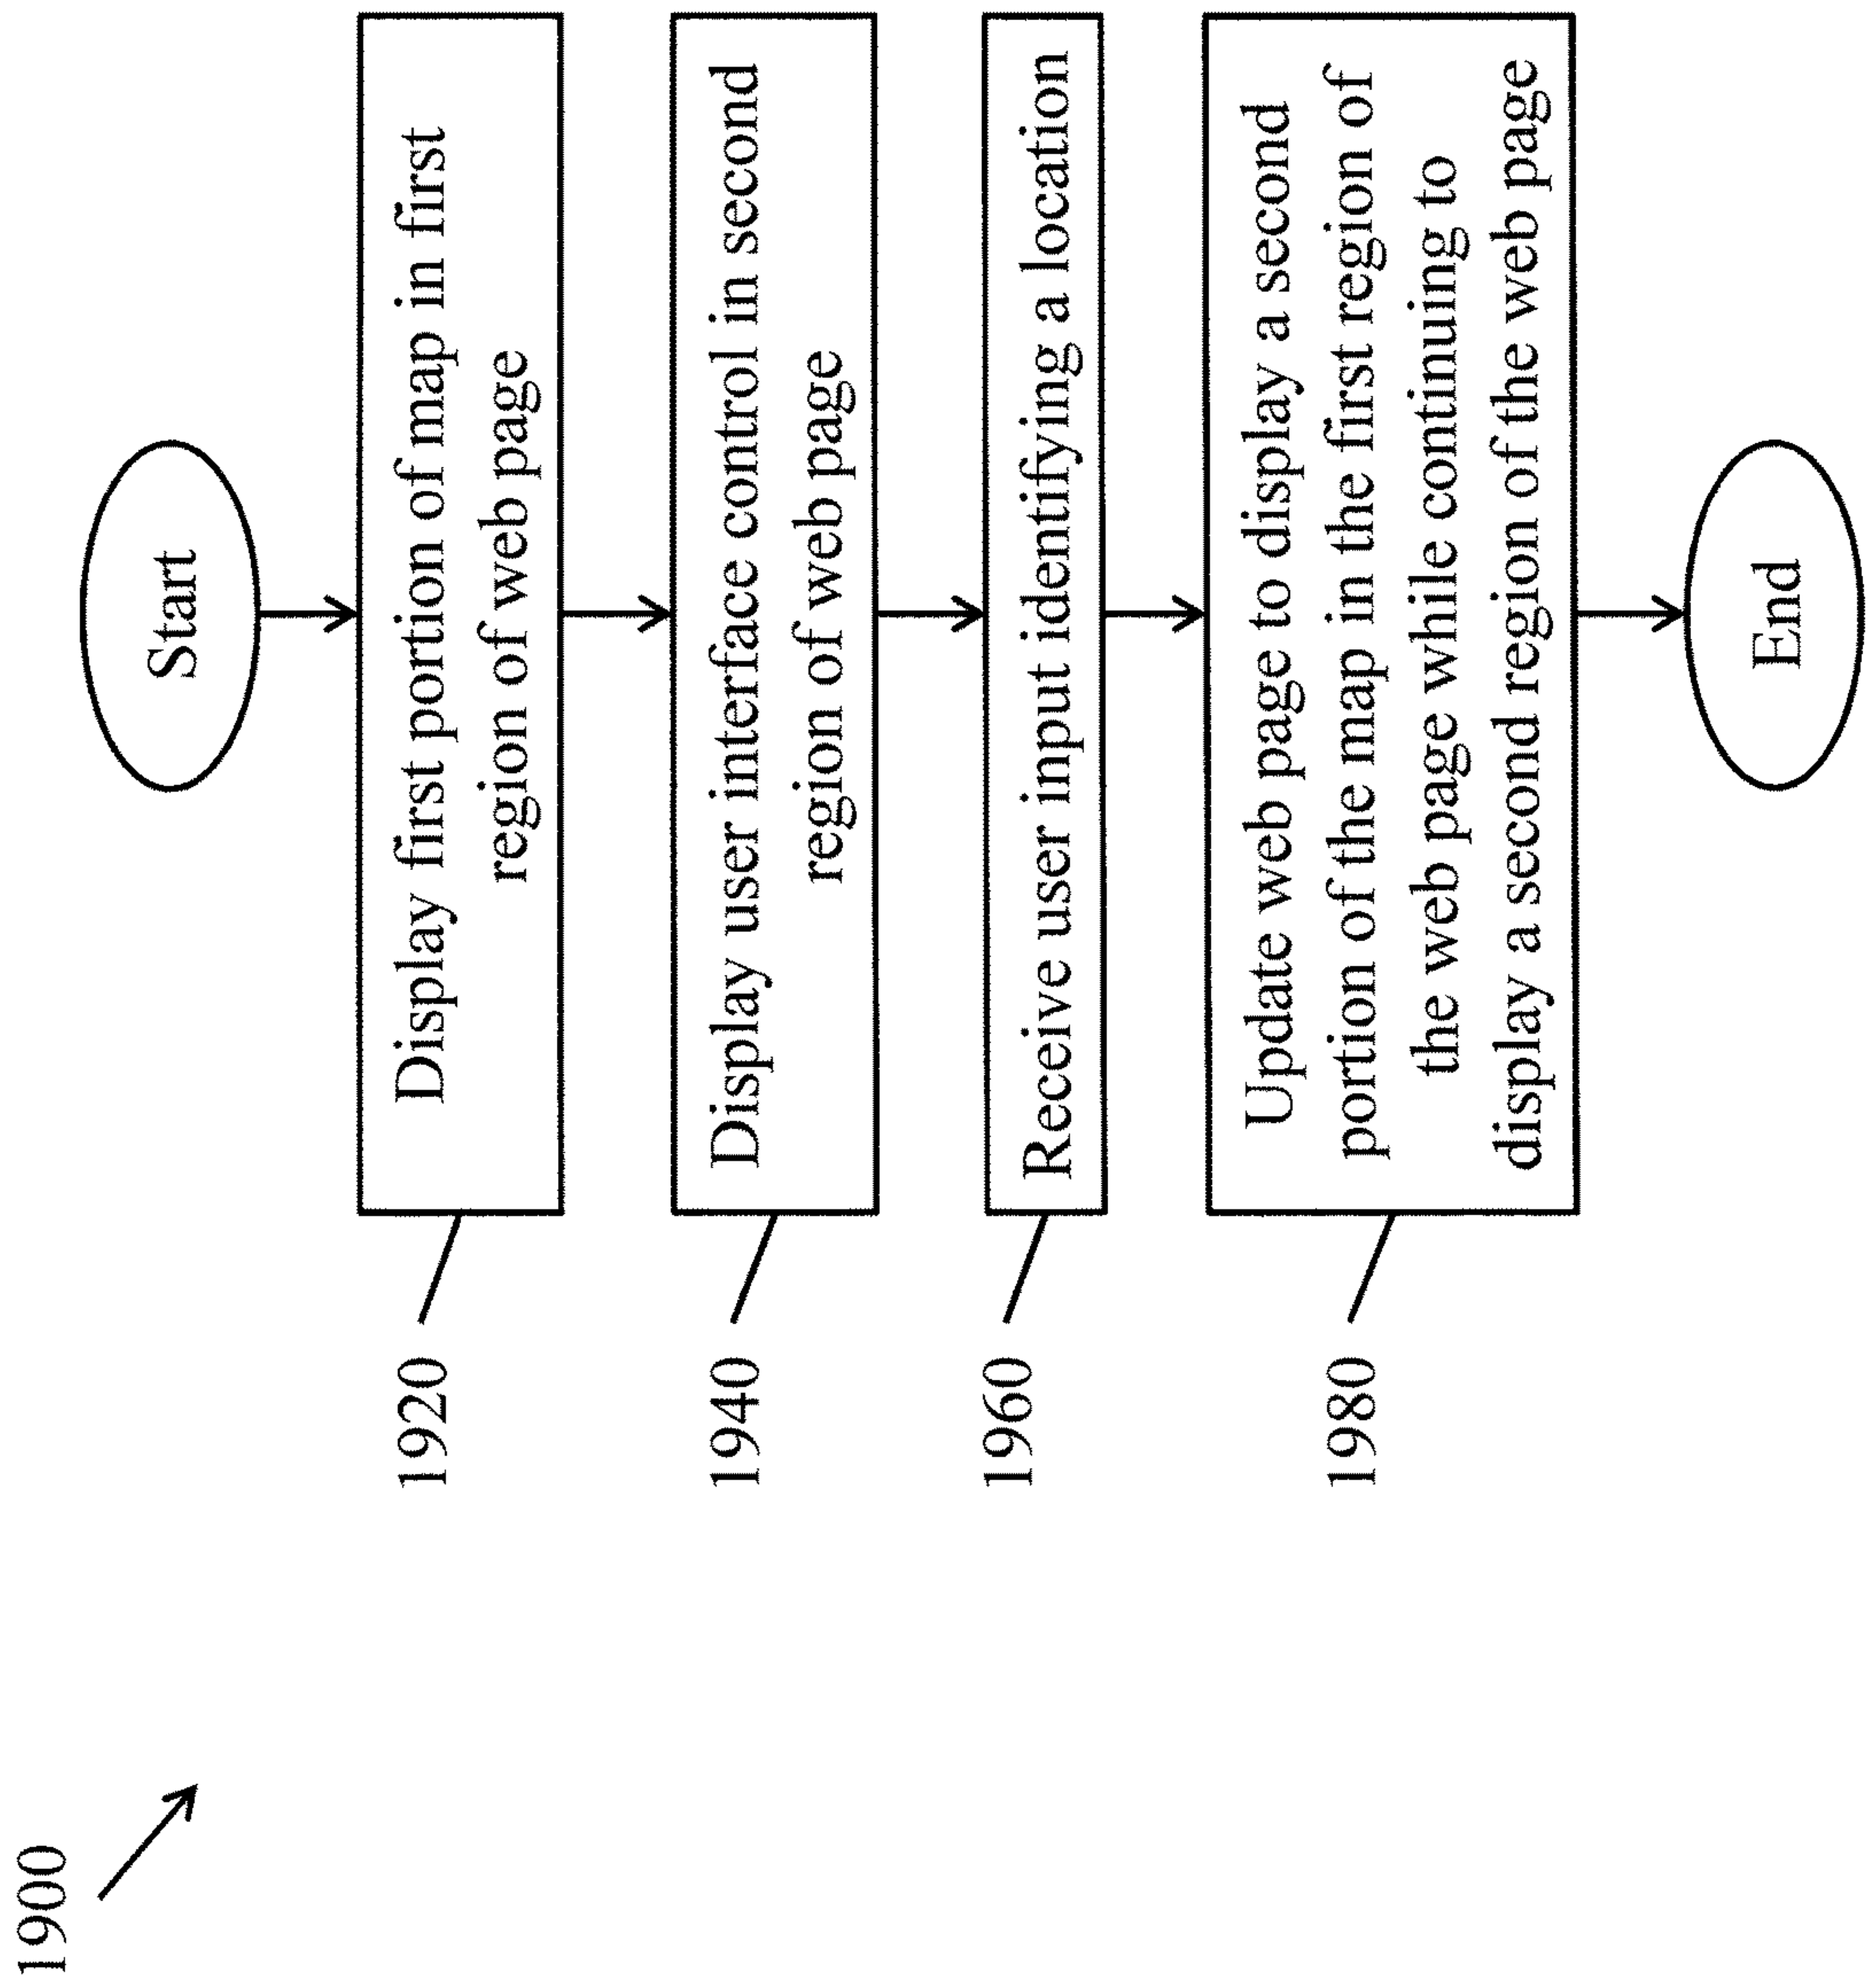 1900
Start
1920
Display first portion of map in first
region of web page
1940
Display user interface control in second
region of web page
1960
Receive user input identifying a location
1980
Update web page to display a second
portion of the map in the first region of
the web page while continuing to
display a second region of the web page
End